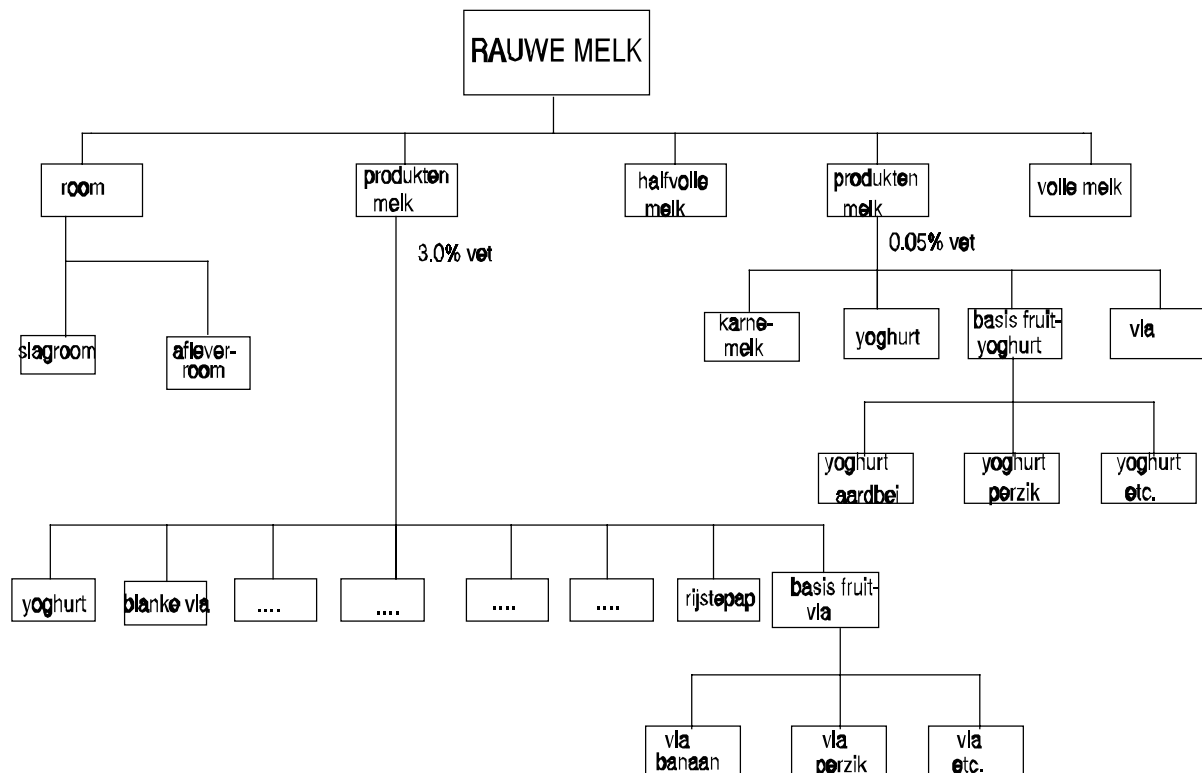 RAUWE MELK
room
produkten
melk
halfvolle
melk
produkten
melk
volle melk
3.0% vet
0.05% vet
slagroom
aflever-
room
karne-
melk
yoghurt
basis fruit-
yoghurt
vla
yoghurt
aardbei
yoghurt
perzik
yoghurt
etc.
yoghurt
blanke vla
....
....
....
....
rijstepap
basis fruit-
vla
vla
banaan
vla
perzik
vla
etc.